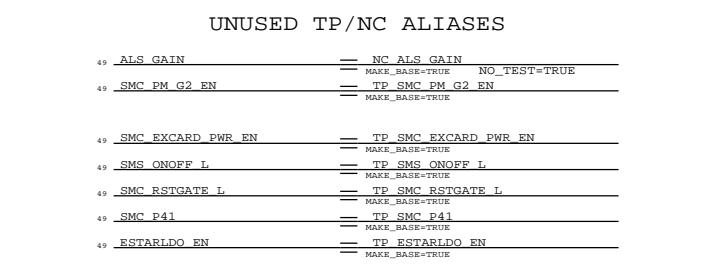 UNUSED TP/NC ALIASES
49 ALS_GAIN NC_ALS_GAIN
MAKE_BASE=TRUE NO_TEST=TRUE
49 SMC_PM_G2_EN TP_SMC_PM_G2_EN
MAKE_BASE=TRUE
49 SMC_EXCARD_PWR_EN TP_SMC_EXCARD_PWR_EN
MAKE_BASE=TRUE
49 SMS_ONOFF_L TP_SMS_ONOFF_L
MAKE_BASE=TRUE
49 SMC_RSTGATE_L TP_SMC_RSTGATE_L
MAKE_BASE=TRUE
49 SMC_P41 TP_SMC_P41
MAKE_BASE=TRUE
49 ESTARLDO_EN TP_ESTARLDO_EN
MAKE_BASE=TRUE